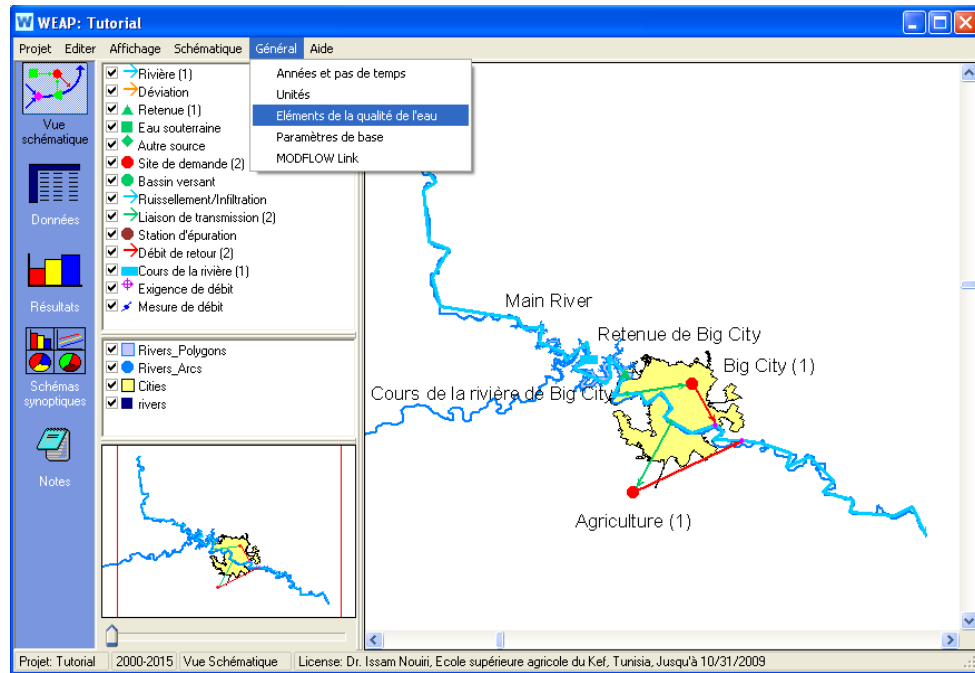 WEAP: Tutorial
Projet Editer Affichage Schématique Général Aide
Années et pas de temps
Unités
Eléments de la qualité de l'eau
Paramètres de base
MODFLOW Link
Vue schématique
Données
Résultats
Schémas synoptiques
Notes
Rivière (1)
Déviation
Retenue (1)
Eau souterraine
Autre source
Site de demande (2)
Bassin versant
Ruissellement/Infiltration
Liaison de transmission (2)
Station d'épuration
Débit de retour (2)
Cours de la rivière (1)
Exigence de débit
Mesure de débit
Rivers_Polygons
Rivers_Arcs
Cities
rivers
Main River
Retenue de Big City
Big City (1)
Cours de la rivière de Big City
Agriculture (1)
Projet: Tutorial 2000-2015 Vue Schématique License: Dr. Issam Nouiri, Ecole supérieure agricole du Kef, Tunisia, Jusqu'à 10/31/2009